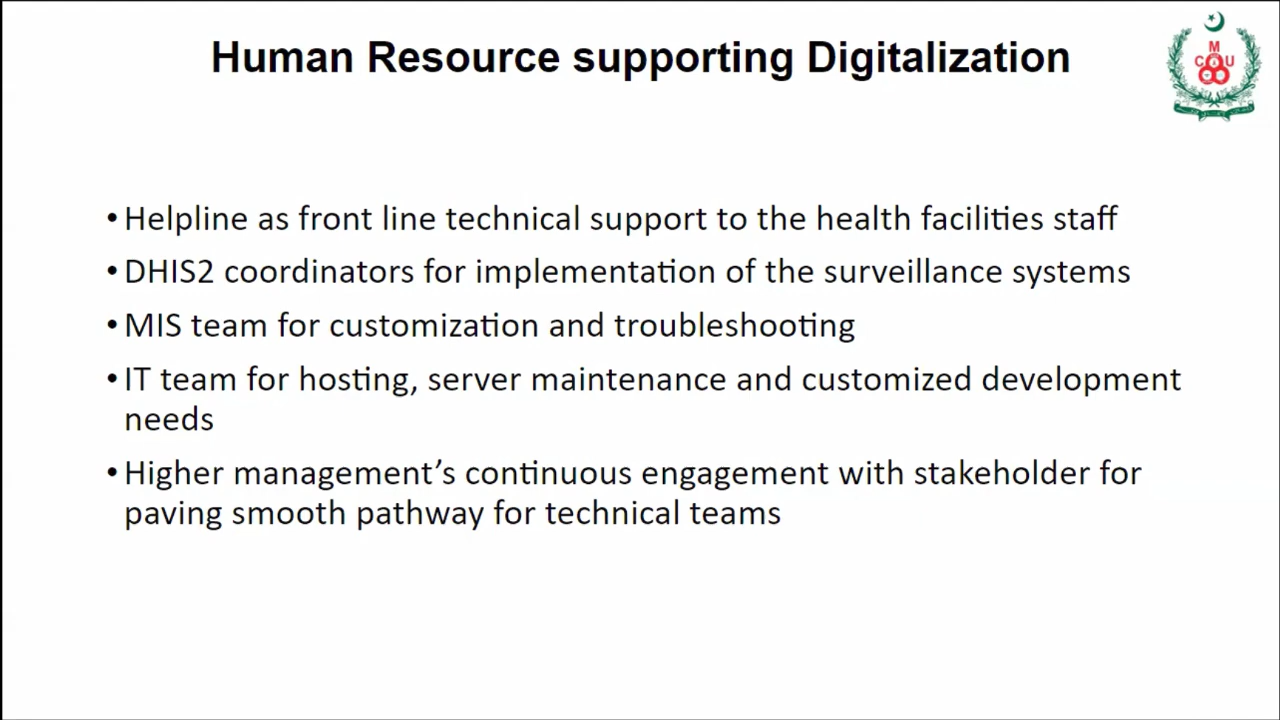 Human Resource supporting Digitalization
M
C U
• Helpline as front line technical support to the health facilities staff
• DHIS2 coordinators for implementation of the surveillance systems
• MIS team for customization and troubleshooting
• IT team for hosting, server maintenance and customized development
needs
• Higher management’s continuous engagement with stakeholder for
paving smooth pathway for technical teams